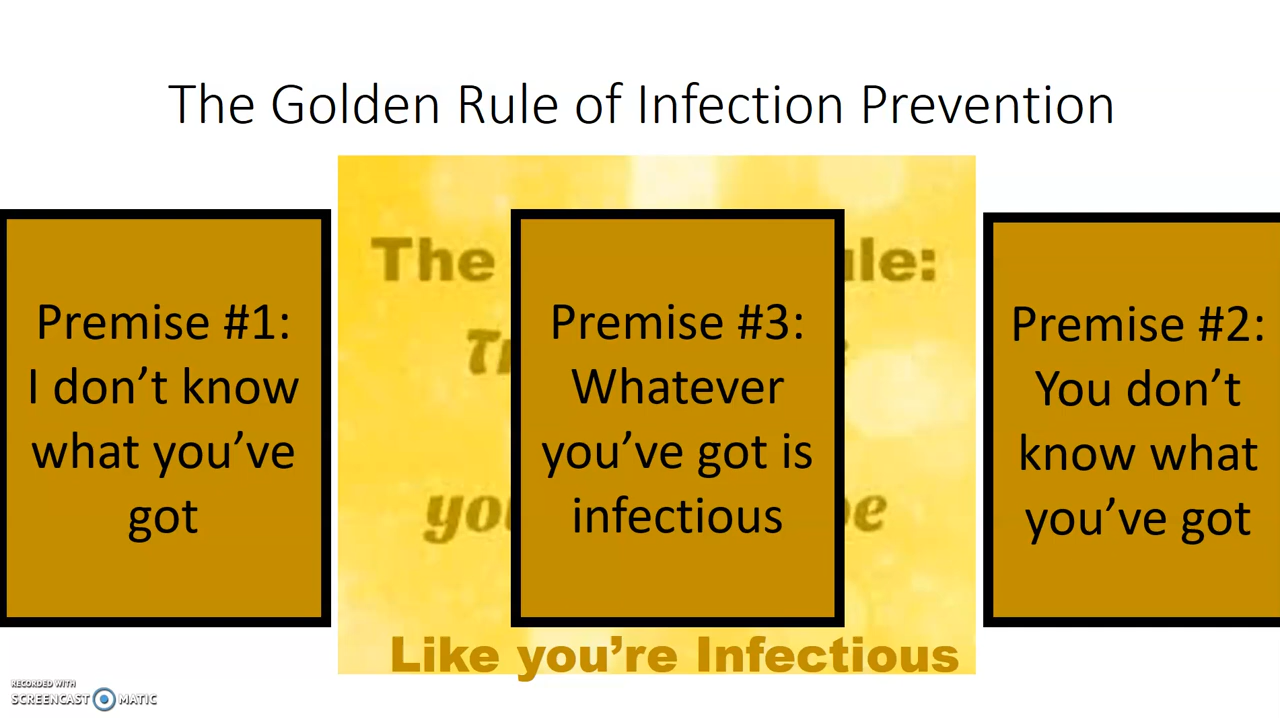 The Golden Rule of Infection Prevention
Premise #1:
I don’t know
what you’ve
got
The
Premise #3:
Whatever
you’ve got is
infectious
Premise #2:
You don’t
know what
you’ve got
Like you’re Infectious
RECORDED WITH
SCREENCAST MATIC